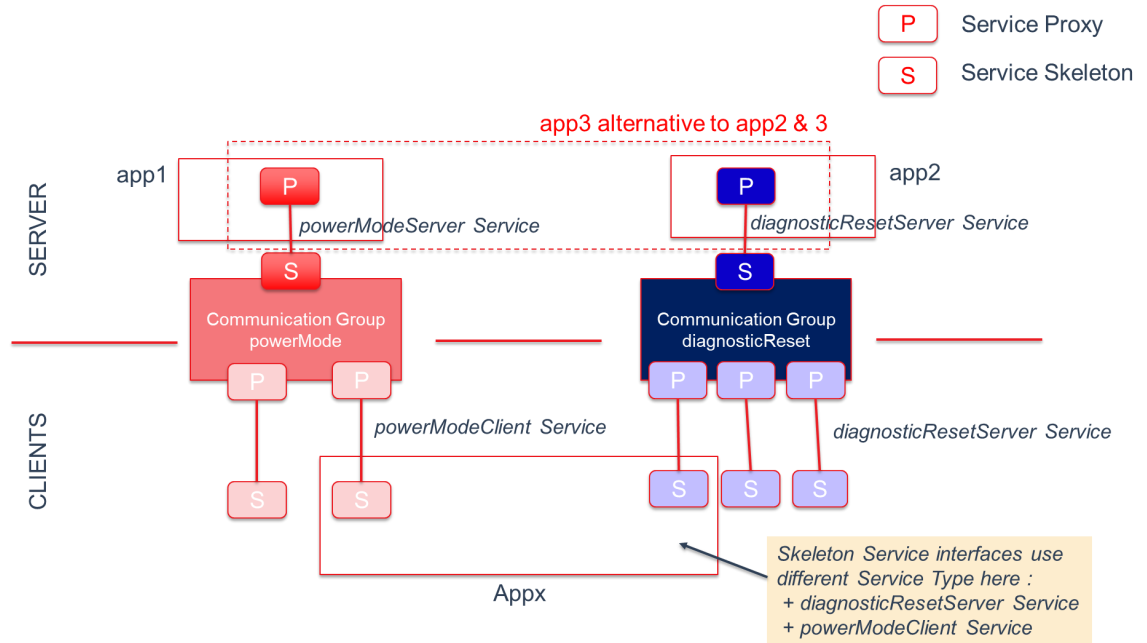 P
Service Proxy
S
Service Skeleton
app3 alternative to app2 & 3
app1
P
powerModeServer Service
P
app2
diagnosticResetServer Service
SERVER
S
S
Communication Group
powerMode
Communication Group
diagnosticReset
P
P
P
P
P
CLIENTS
powerModeClient Service
diagnosticResetServer Service
S
S
S
S
S
Appx
Skeleton Service interfaces use
different Service Type here :
+ diagnosticResetServer Service
+ powerModeClient Service